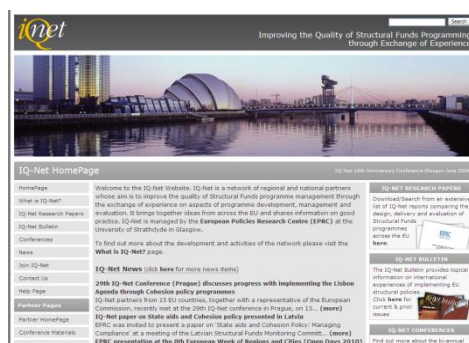 iQnet
Search
Improving the Quality of Structural Funds Programming
through Exchange of Experience
IQ-Net HomePage
IQ-Net 10th Anniversary Conference Glasgow June
HomePage
What is IQ-Net?
IQ-Net Research Papers
IQ-Net Bulletin
Conferences
News
Join IQ-Net
Contact Us
Help Page
Partner Pages
Partner HomePage
Conference Materials
Welcome to the IQ-Net Website. IQ-Net is a network of regional and national partners
whose aim is to improve the quality of Structural Funds programme management through
the exchange of experience on aspects of programme development, management and
evaluation. It brings together ideas from across the EU and shares information on good
practice. IQ-Net is managed by the European Policies Research Centre (EPRC) at the
University of Strathclyde in Glasgow.
To find out more about the development and activities of the network please visit the
What is IQ-Net? page.
IQ-Net News (click here for more news items)
29th IQ-Net Conference (Prague) discusses progress with implementing the Lisbon
Agenda through Cohesion policy programmes
IQ-Net partners from 15 EU countries, together with a representative of the European
Commission, recently met at the 29th IQ-Net conference in Prague, on 13... (more)
IQ-Net paper on State aids and Cohesion policy presented in Latvia
EPRC was invited to present a paper on 'State aids and Cohesion Policy: Managing
Compliance' at a meeting of the Latvian Structural Funds Monitoring Committ... (more)
EPRC presentation at the 8th European Week of Regions and Cities (Open Days 2010)
IQ-NET RESEARCH PAPERS
Download/Search from an extensive
list of IQ-Net reports comparing the
design, delivery and evaluation of
Structural Funds
programmes
across the EU
here.
IQ-NET BULLETIN
The IQ-Net Bulletin provides topical
information on international
experiences of implementing EU
structural policies.
Click here for
current & prior
issues
IQ-NET CONFERENCES
Find out more about the bi-annual